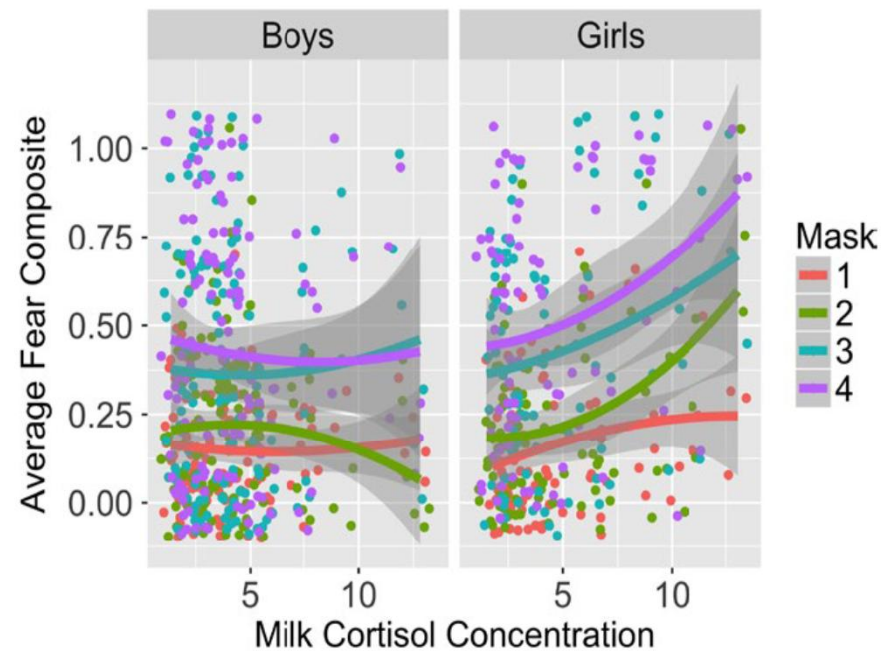 Boys
Girls
Average Fear Composite
1.00
0.75
0.50
0.25
0.00
5
10
5
10
Milk Cortisol Concentration
Mask
1
2
3
4